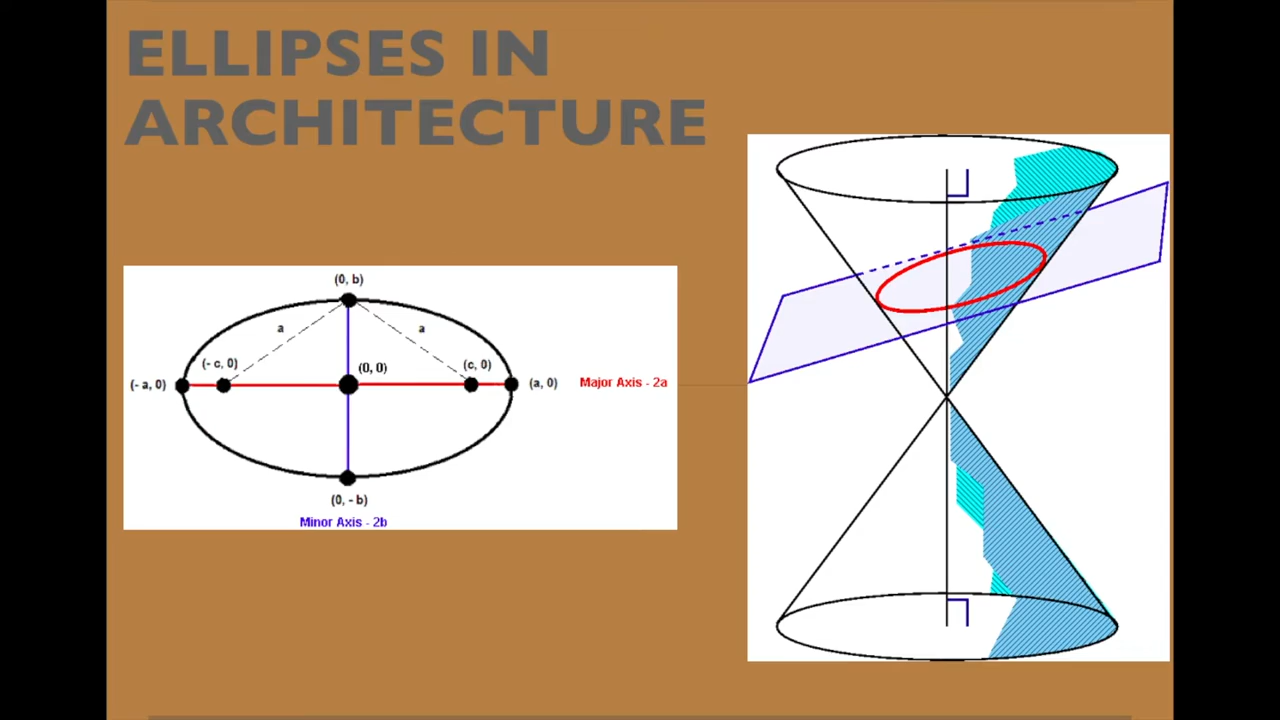 ELLIPSES IN
ARCHITECTURE
(0, b)
a
a
(- c, 0)
(0, 0)
(c, 0)
(- a, 0)
(a, 0)
Major Axis - 2a
(0, - b)
Minor Axis - 2b